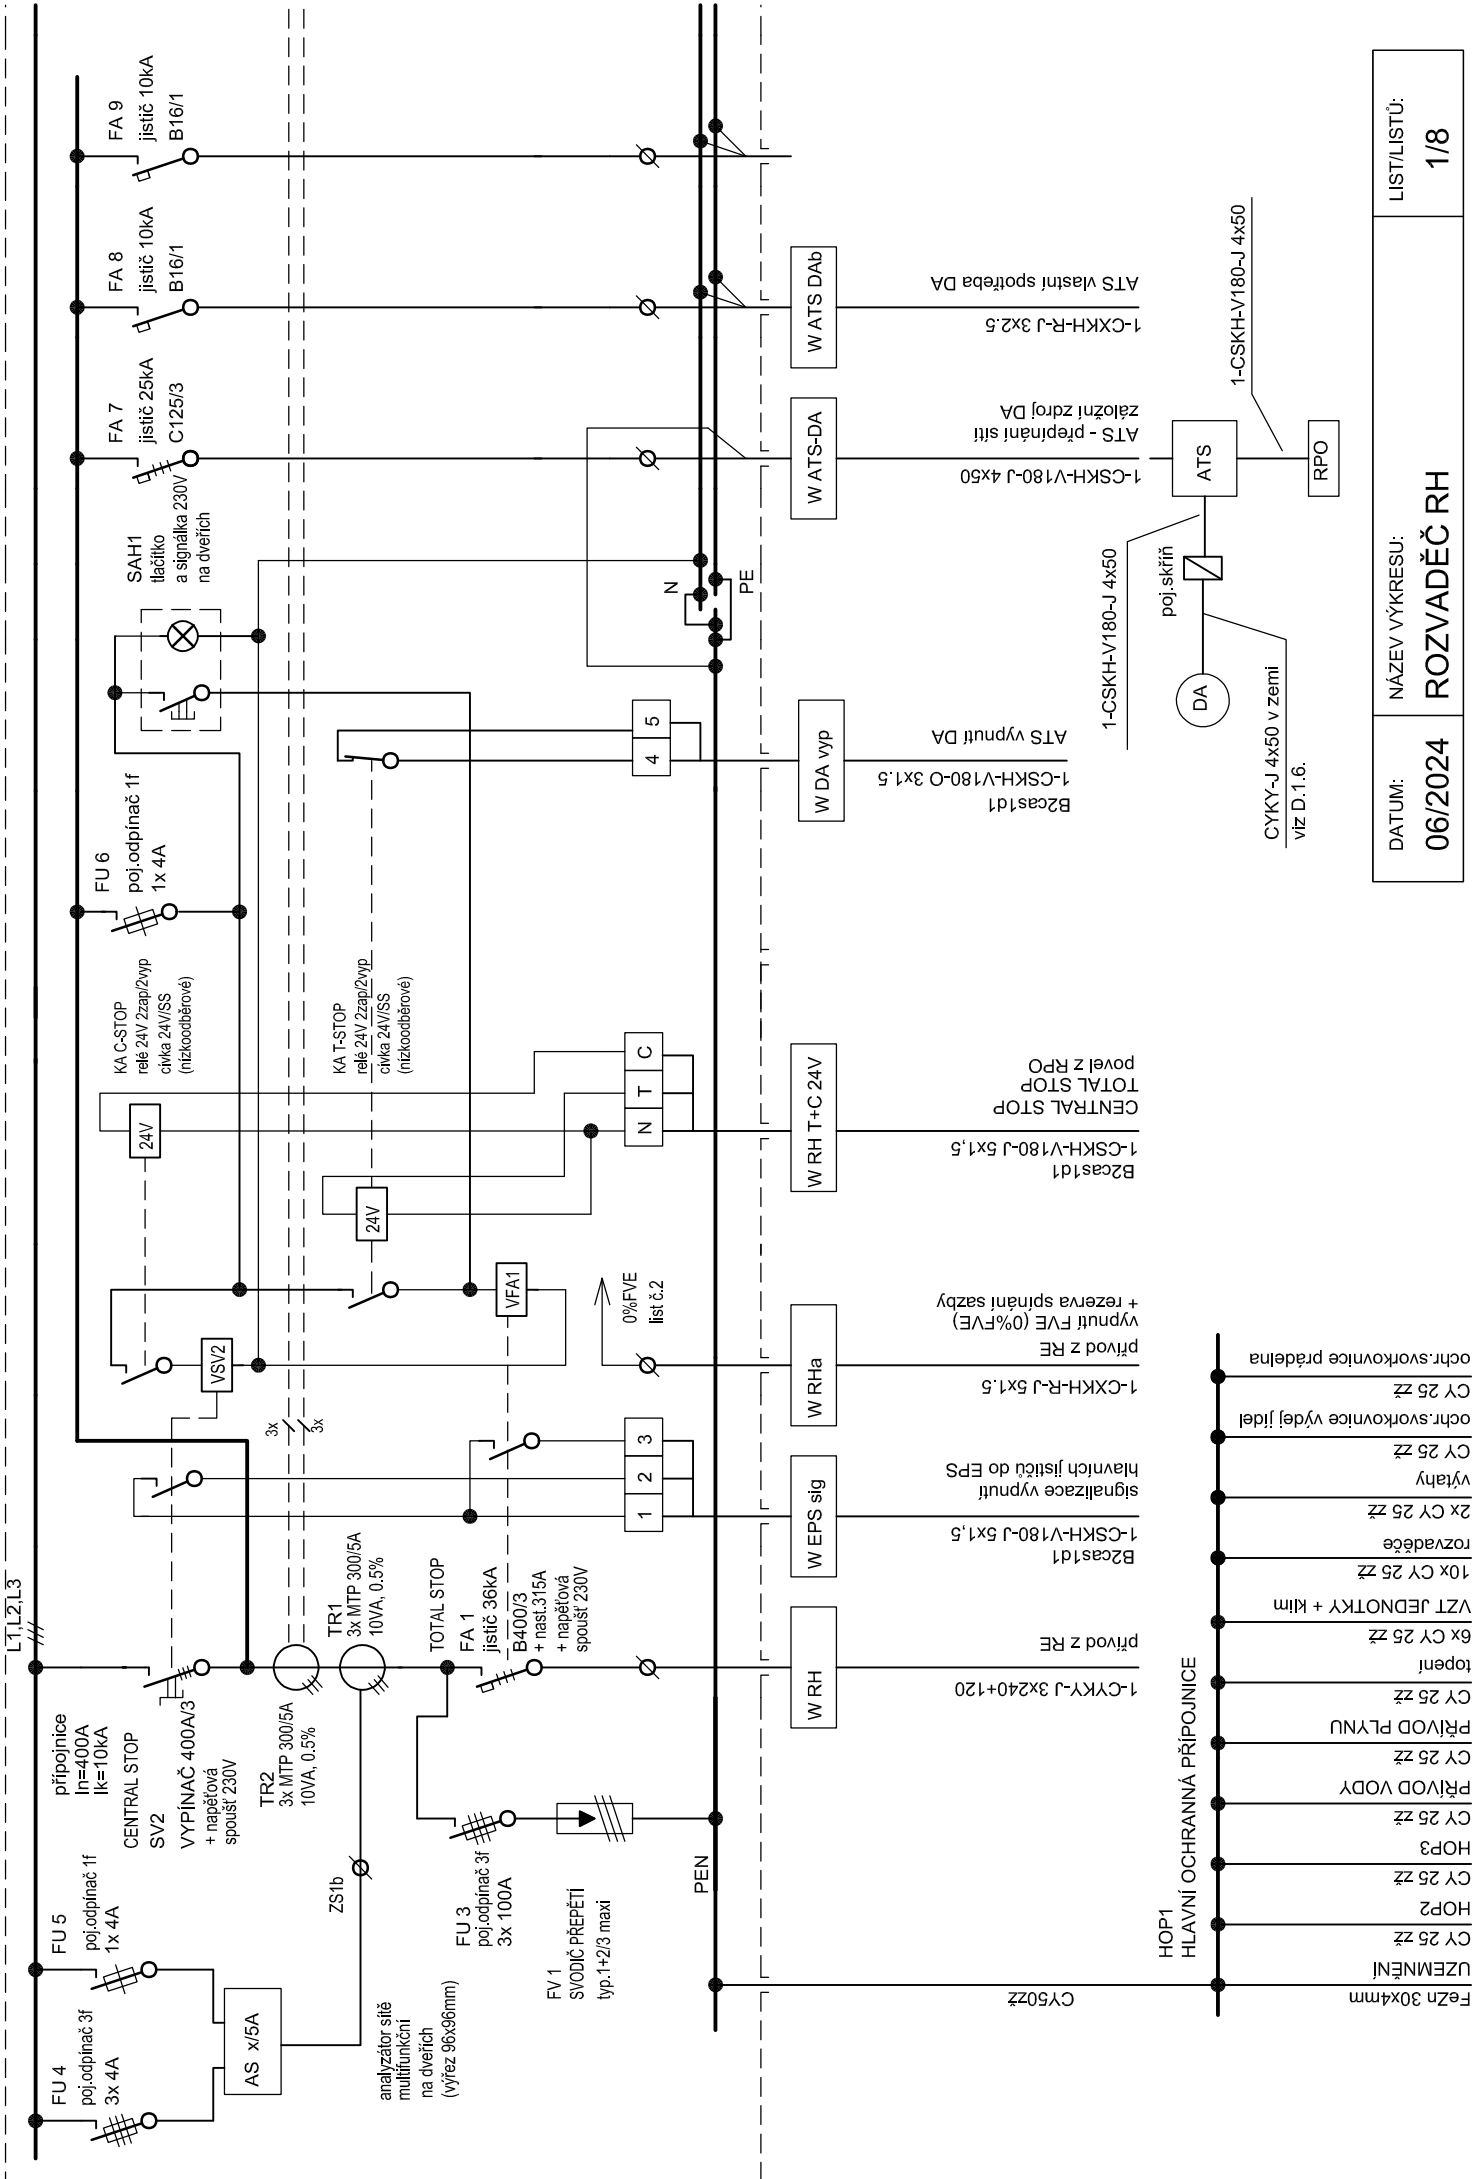 L1,L2,L3
FU 4
poj.odpínač 3f
3x 4A
FU 5
poj.odpínač 1f
1x 4A
AS x/5A
analyzátor sítě
multifunkční
na dveřích
(výřez 96x96mm)
ZS1b
přípojnice
In=400A
Ik=10kA
CENTRAL STOP
SV2
VYPÍNAČ 400A/3
+ napěťová
spoušť 230V
TR2
3x MTP 300/5A
10VA, 0.5%
TR1
3x MTP 300/5A
10VA, 0.5%
TOTAL STOP
FA 1
jistič 36kA
B400/3
+ nast.315A
+ napěťová
spoušť 230V
FU 3
poj.odpínač 3f
3x 100A
FV 1
SVODIČ PŘEPĚTÍ
typ.1+2/3 maxi
PEN
3x
3x
VSV2
VFA1
24V
24V
KA C-STOP
relé 24V 2zap/2vyp
cívka 24V/SS
(nízkoodběrové)
KA T-STOP
relé 24V 2zap/2vyp
cívka 24V/SS
(nízkoodběrové)
0%FVE
list č.2
1 2 3
N T C
4 5
FU 6
poj.odpínač 1f
1x 4A
SAH1
tlačítko
a signálka 230V
na dveřích
FA 7
jistič 25kA
C125/3
FA 8
jistič 10kA
B16/1
FA 9
jistič 10kA
B16/1
N
PE
W RH
1-CYKY-J 3x240+120
přívod z RE
W EPS sig
B2cas1d1
1-CSKH-V180-J 5x1,5
signalizace vypnutí
hlavních jističů do EPS
W RHa
1-CXKH-R-J 5x1.5
přívod z RE
vypnutí FVE (0%FVE)
+ rezerva spínání sazby
W RH T+C 24V
B2cas1d1
1-CSKH-V180-J 5x1,5
CENTRAL STOP
TOTAL STOP
povel z RPO
W DA vyp
B2cas1d1
1-CSKH-V180-O 3x1.5
ATS vypnutí DA
W ATS-DA
1-CSKH-V180-J 4x50
ATS - přepínání sítí
záložní zdroj DA
W ATS DAb
1-CXKH-R-J 3x2.5
ATS vlastní spotřeba DA
1-CSKH-V180-J 4x50
poj.skříň
DA
ATS
RPO
1-CSKH-V180-J 4x50
CYKY-J 4x50 v zemi
viz D.1.6.
CY50zž
HOP1
HLAVNÍ OCHRANNÁ PŘÍPOJNICE
FeZn 30x4mm
UZEMNĚNÍ
CY 25 zž
HOP2
CY 25 zž
HOP3
CY 25 zž
PŘÍVOD VODY
CY 25 zž
PŘÍVOD PLYNU
CY 25 zž
topení
6x CY 25 zž
VZT JEDNOTKY + klim
10x CY 25 zž
rozvaděče
2x CY 25 zž
výtahy
CY 25 zž
ochr.svorkovnice výdej jídel
CY 25 zž
ochr.svorkovnice prádelna
DATUM:
06/2024
NÁZEV VÝKRESU:
ROZVADĚČ RH
LIST/LISTŮ:
1/8